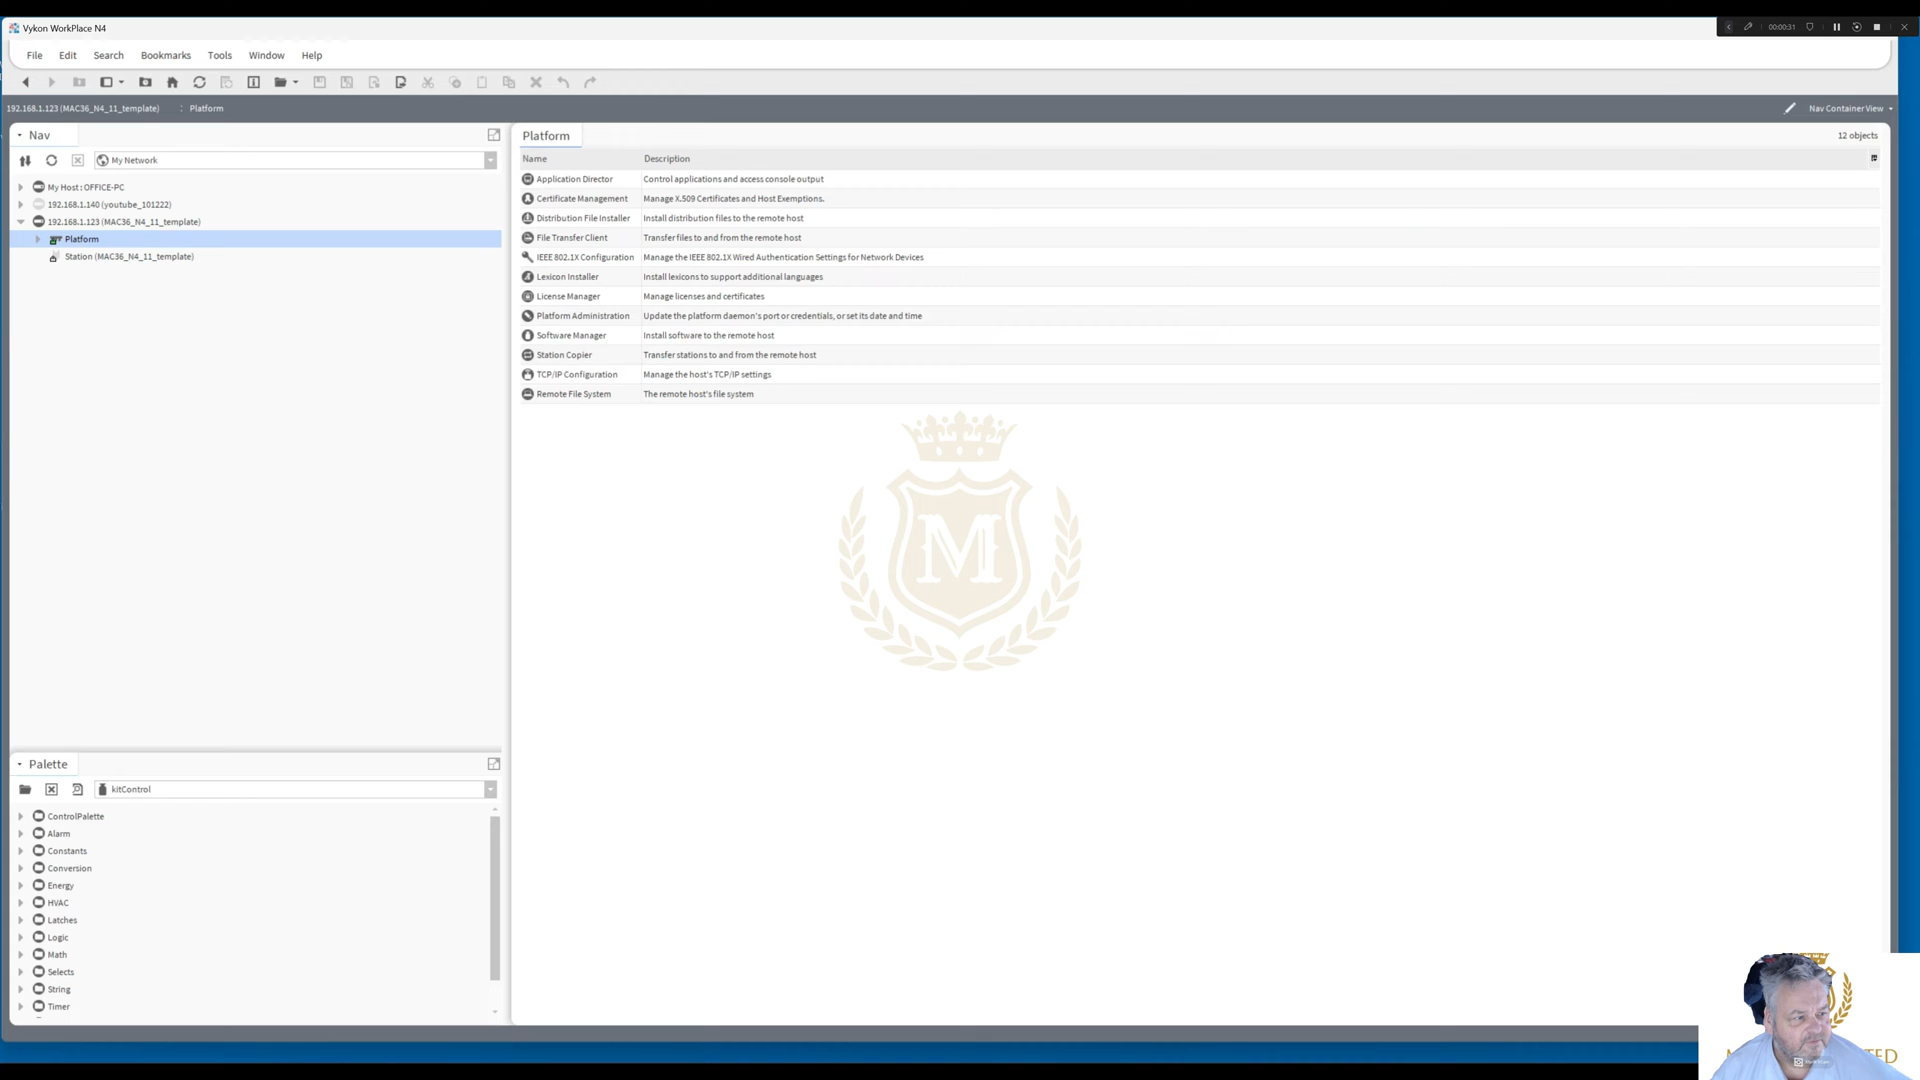 Vykon WorkPlace N4
00:00:31
File Edit Search Bookmarks Tools Window Help
192.168.1.123 (MAC36_N4_11_template) : Platform
Nav Container View
Nav
My Network
My Host : OFFICE-PC
192.168.1.140 (youtube_101222)
192.168.1.123 (MAC36_N4_11_template)
Platform
Station (MAC36_N4_11_template)
Platform
12 objects
Name Description
Application Director Control applications and access console output
Certificate Management Manage X.509 Certificates and Host Exemptions.
Distribution File Installer Install distribution files to the remote host
File Transfer Client Transfer files to and from the remote host
IEEE 802.1X Configuration Manage the IEEE 802.1X Wired Authentication Settings for Network Devices
Lexicon Installer Install lexicons to support additional languages
License Manager Manage licenses and certificates
Platform Administration Update the platform daemon's port or credentials, or set its date and time
Software Manager Install software to the remote host
Station Copier Transfer stations to and from the remote host
TCP/IP Configuration Manage the host's TCP/IP settings
Remote File System The remote host's file system
M
Palette
kitControl
ControlPalette
Alarm
Constants
Conversion
Energy
HVAC
Latches
Logic
Math
Selects
String
Timer